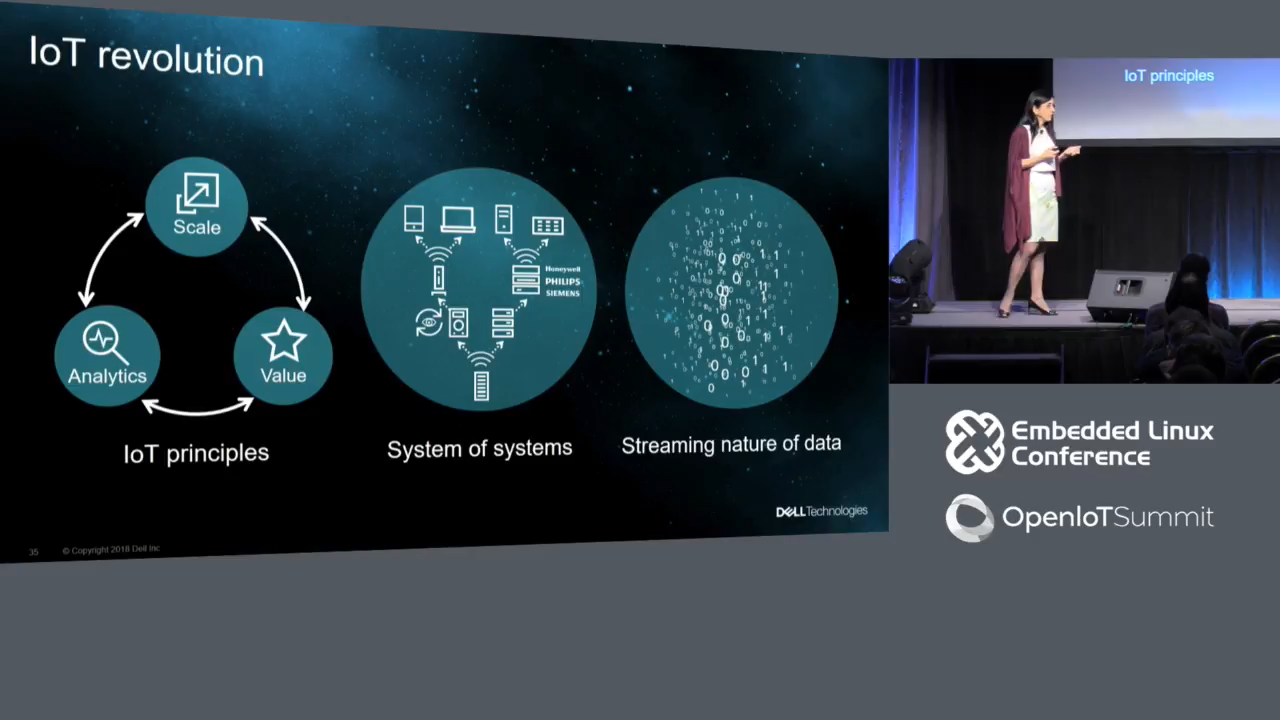 IoT revolution
Scale
Analytics
Value
IoT principles
Honeywell
PHILIPS
SIEMENS
System of systems
Streaming nature of data
DELLTechnologies
35 © Copyright 2018 Dell Inc
IoT principles
Embedded Linux
Conference
OpenIoTSummit